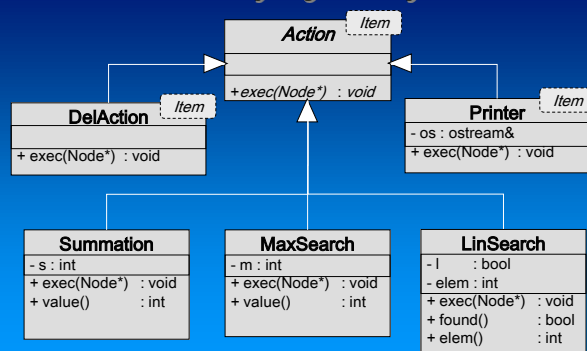 Action
Item
+exec(Node*) : void
DelAction
Item
+ exec(Node*) : void
Printer
Item
- os : ostream&
+ exec(Node*) : void
Summation
- s : int
+ exec(Node*) : void
+ value() : int
MaxSearch
- m : int
+ exec(Node*) : void
+ value() : int
LinSearch
- l : bool
- elem : int
+ exec(Node*) : void
+ found() : bool
+ elem() : int